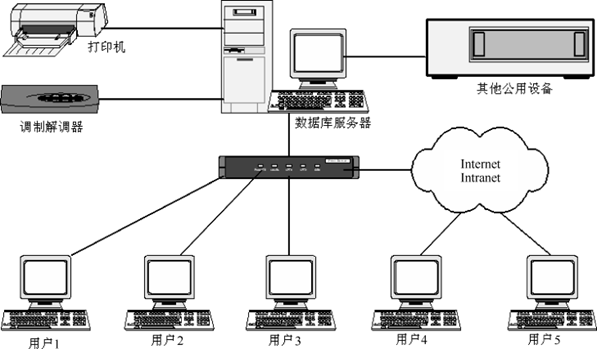 打印机
调制解调器
数据库服务器
其他公用设备
Internet
Intranet
用户1
用户2
用户3
用户4
用户5